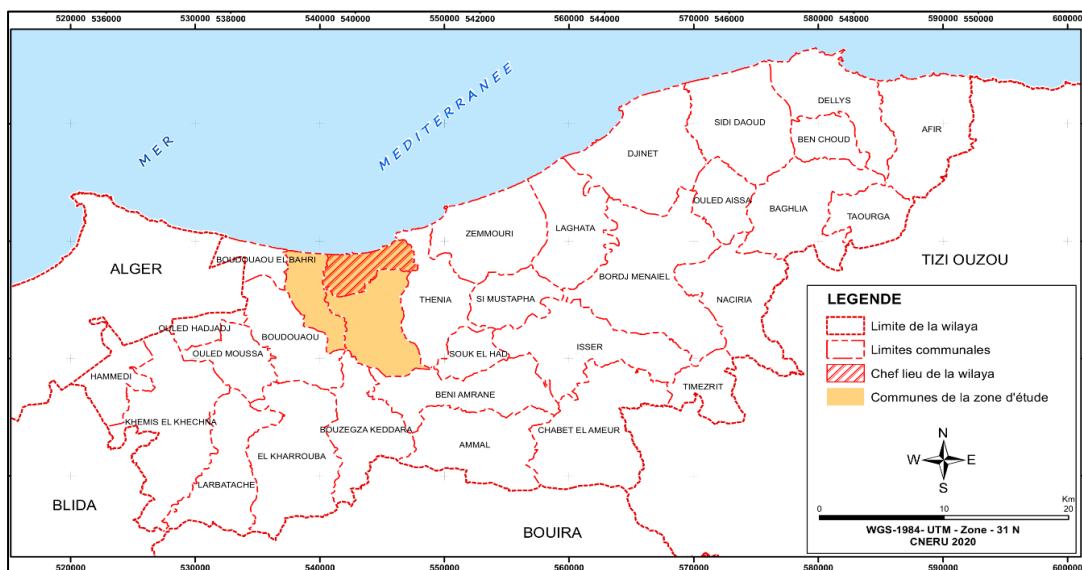 520000 530000 540000 550000 560000 570000 580000 590000 600000
536000 538000 540000 542000 544000 546000 548000 550000
MER
MEDITERRANEE
DELLYS
SIDI DAOUD
AFIR
BEN CHOUD
DJINET
OULED AISSA
BAGHLIA
TAOURGA
ZEMMOURI
LAGHATA
BOUDOUAOU EL BAHRI
TIZI OUZOU
ALGER
BORDJ MENAIEL
THENIA
SI MUSTAPHA
NACIRIA
OULED HADJADJ
BOUDOUAOU
OULED MOUSSA
SOUK EL HAD
ISSER
HAMMEDI
TIMEZRIT
BENI AMRANE
KHEMIS EL KHECHNA
BOUZEGZA KEDDARA
CHABET EL AMEUR
AMMAL
EL KHARROUBA
LARBATACHE
BLIDA
BOUIRA
LEGENDE
Limite de la wilaya
Limites communales
Chef lieu de la wilaya
Communes de la zone d'étude
N
W E
S
Km
0 10 20
WGS-1984- UTM - Zone - 31 N
CNERU 2020
520000 530000 540000 550000 560000 570000 580000 590000 600000